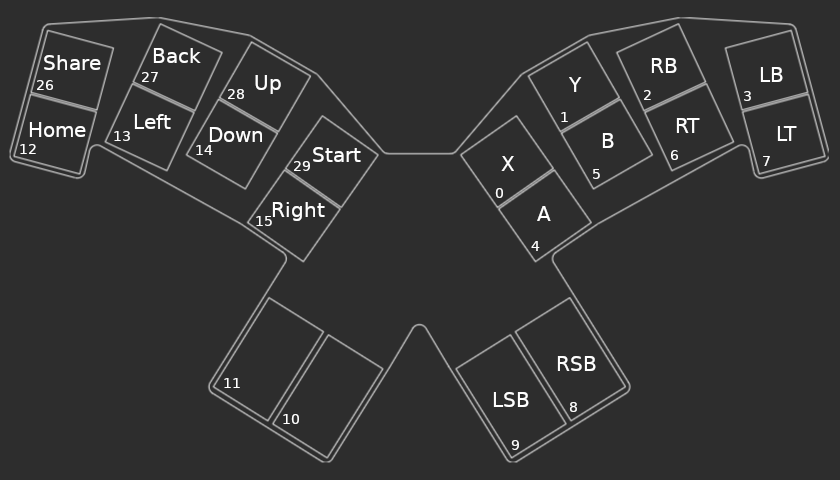 Share
26
Home
12
Back
27
Left
13
Up
28
Down
14
Start
29
Right
15
X
0
A
4
Y
1
B
5
RB
2
RT
6
LB
3
LT
7
11
10
LSB
9
RSB
8